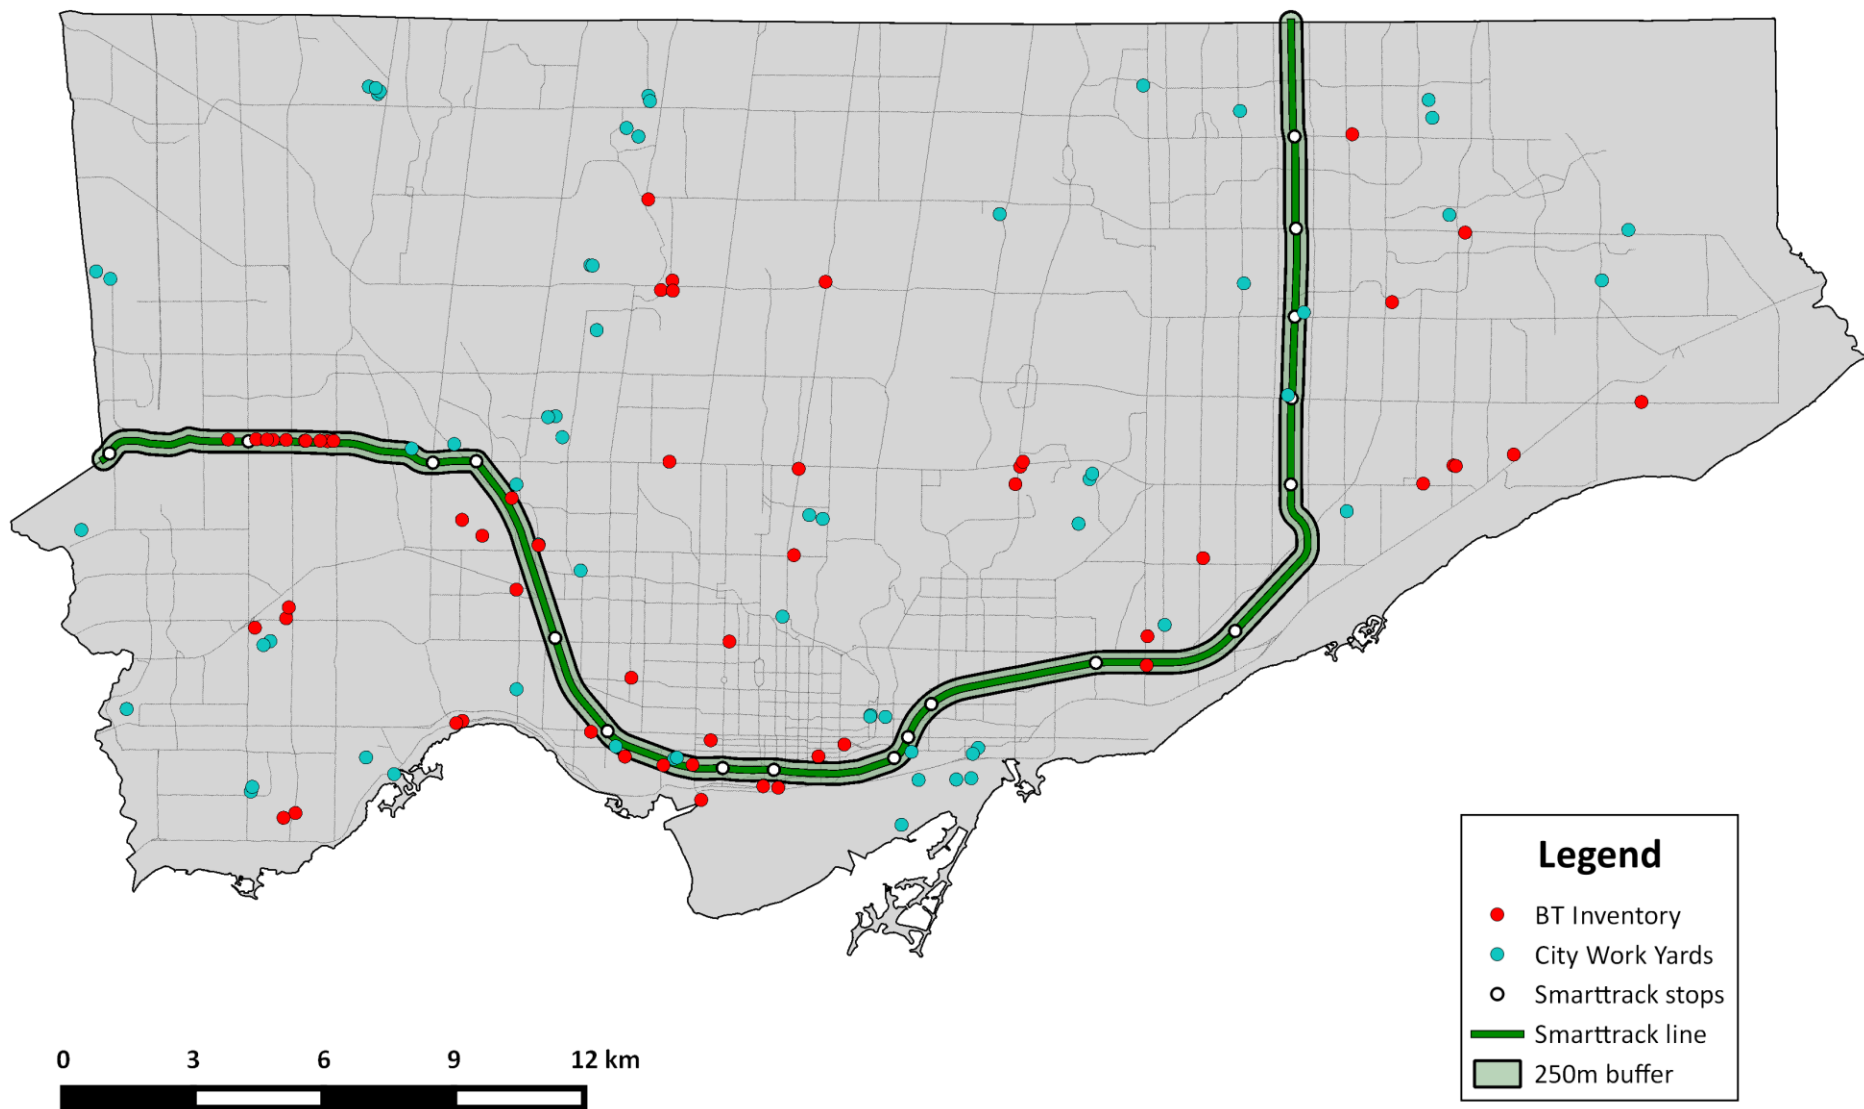 Legend
BT Inventory
City Work Yards
Smarttrack stops
Smarttrack line
250m buffer
0 3 6 9 12 km